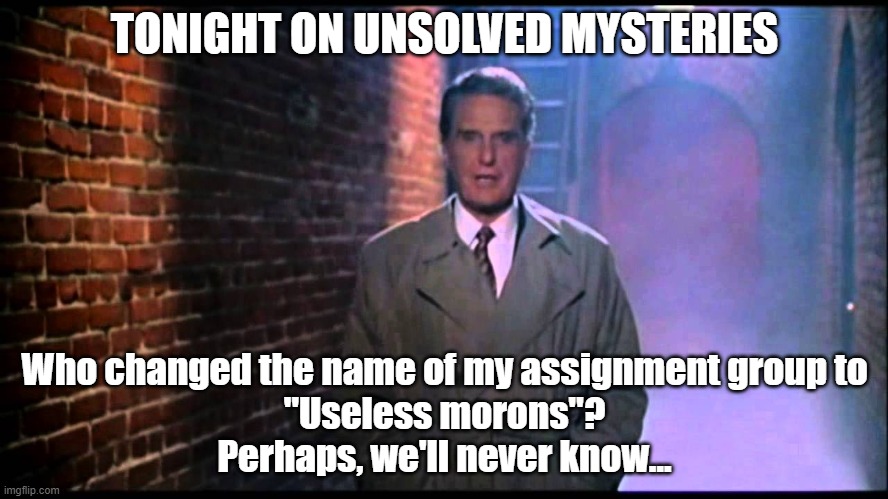 TONIGHT ON UNSOLVED MYSTERIES
Who changed the name of my assignment group to
"Useless morons"?
Perhaps, we'll never know...
imgflip.com